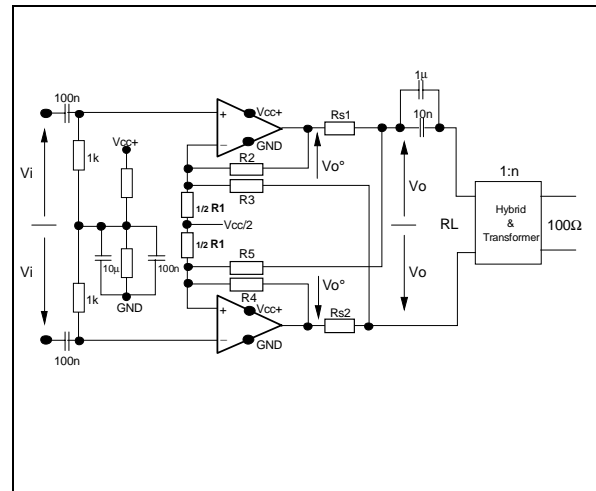 1µ
100n
Vcc+
Rs1
10n
+
GND
Vcc+
_
R2
Vo°
1:n
Vi
1k
R3
Vo
1/2 R1
Hybrid
&
Transformer
100Ω
Vcc/2
RL
1/2 R1
R5
Vi
10µ
100n
R4
Vo°
Vo
1k
GND
+
Vcc+
Rs2
_
GND
100n